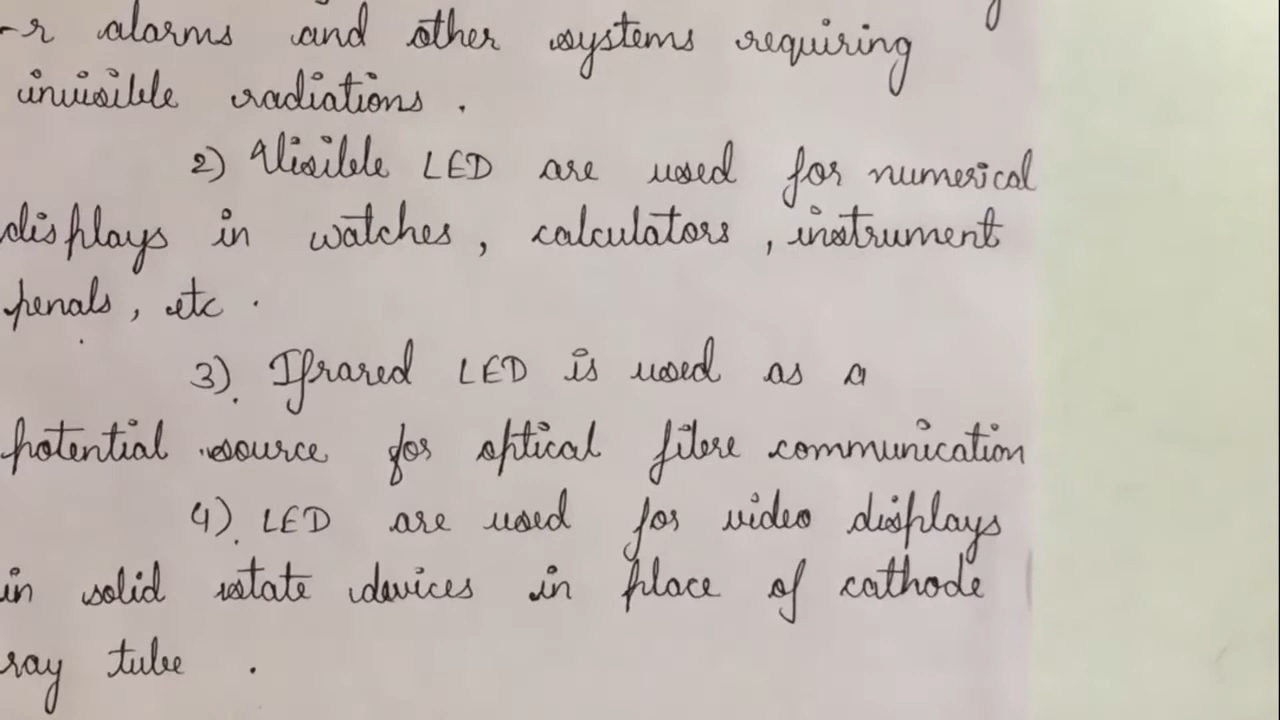 -r alarms and other systems requiring
invisible radiations .
2) Visible LED are used for numerical
displays in watches , calculators , instrument
penals , etc .
3). Ifrared LED is used as a
potential source for optical fibre communication
4). LED are used for video displays
in solid state devices in place of cathode
ray tube .